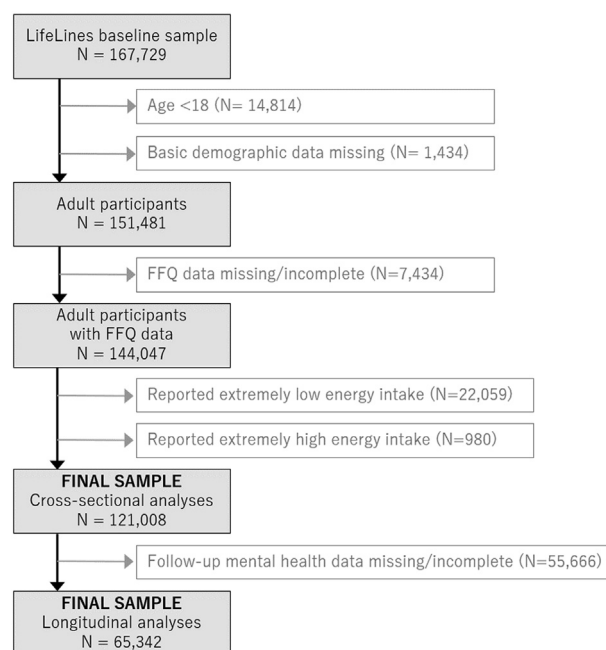 LifeLines baseline sample
N = 167,729
Age <18 (N= 14,814)
Basic demographic data missing (N= 1,434)
Adult participants
N = 151,481
FFQ data missing/incomplete (N=7,434)
Adult participants
with FFQ data
N = 144,047
Reported extremely low energy intake (N=22,059)
Reported extremely high energy intake (N=980)
FINAL SAMPLE
Cross-sectional analyses
N = 121,008
Follow-up mental health data missing/incomplete (N=55,666)
FINAL SAMPLE
Longitudinal analyses
N = 65,342